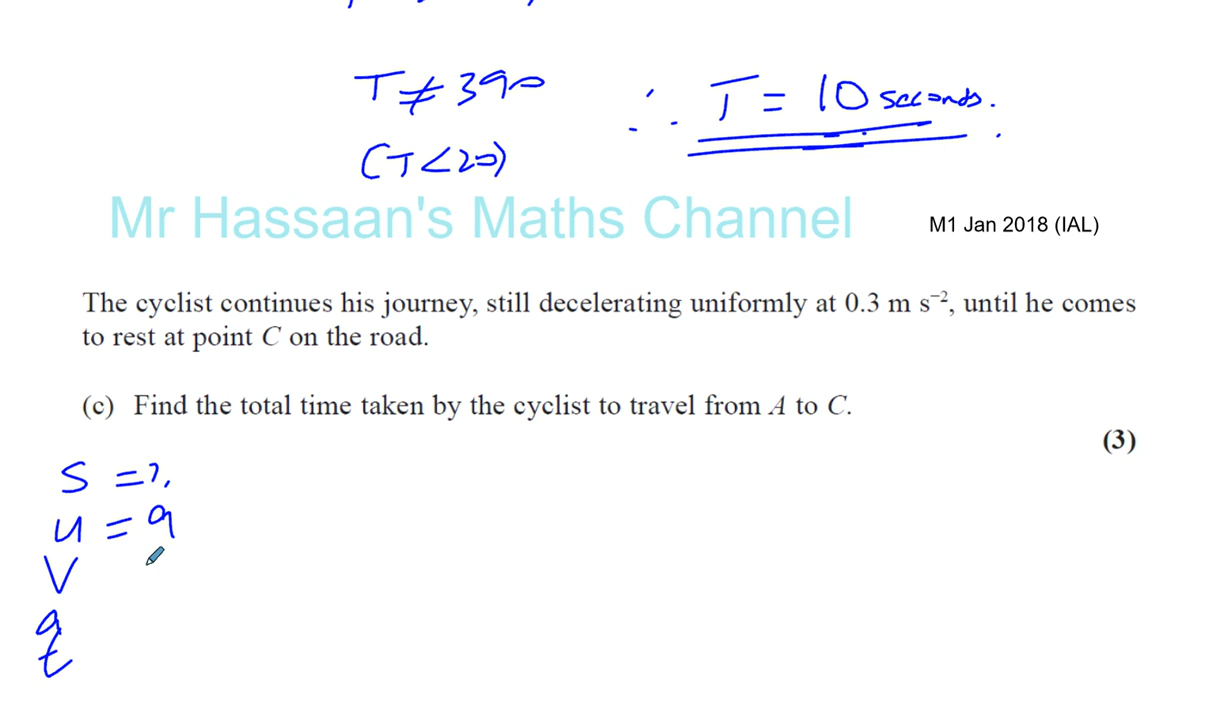 T ≠ 390
∴ T = 10 seconds.
(T < 20)
Mr Hassaan's Maths Channel
M1 Jan 2018 (IAL)
The cyclist continues his journey, still decelerating uniformly at 0.3 m s⁻², until he comes
to rest at point C on the road.
(c) Find the total time taken by the cyclist to travel from A to C.
(3)
S = ?,
u = 9
V
a
t